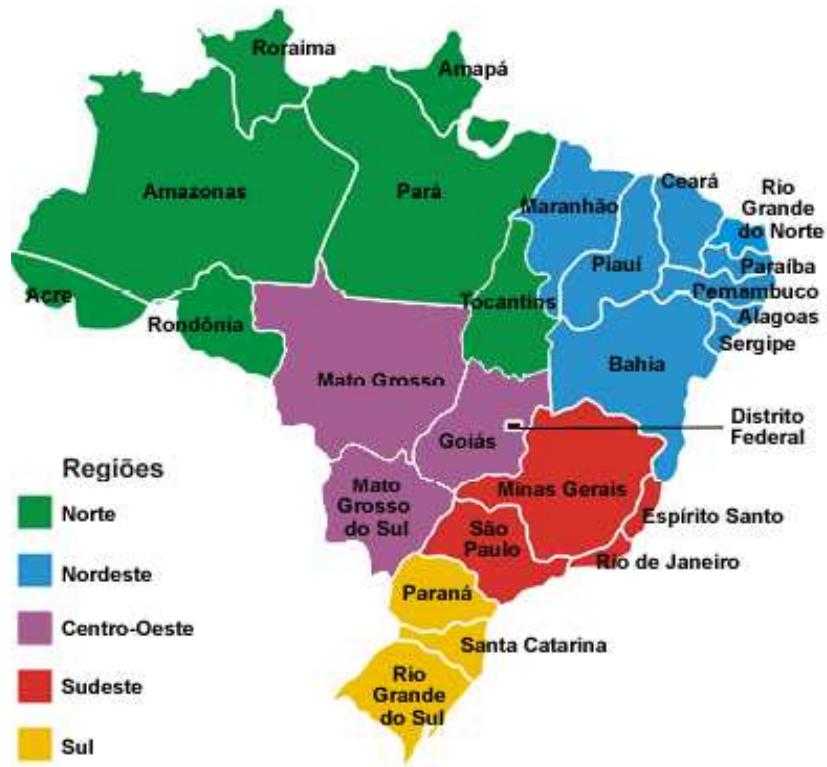 Roraima
Amapá
Amazonas
Pará
Maranhão
Ceará
Rio
Grande
do Norte
Piauí
Paraíba
Pernambuco
Alagoas
Sergipe
Acre
Rondônia
Tocantins
Bahia
Mato Grosso
Distrito
Federal
Goiás
Mato
Grosso
do Sul
Minas Gerais
Espírito Santo
São
Paulo
Rio de Janeiro
Paraná
Santa Catarina
Rio
Grande
do Sul
Regiões
Norte
Nordeste
Centro-Oeste
Sudeste
Sul